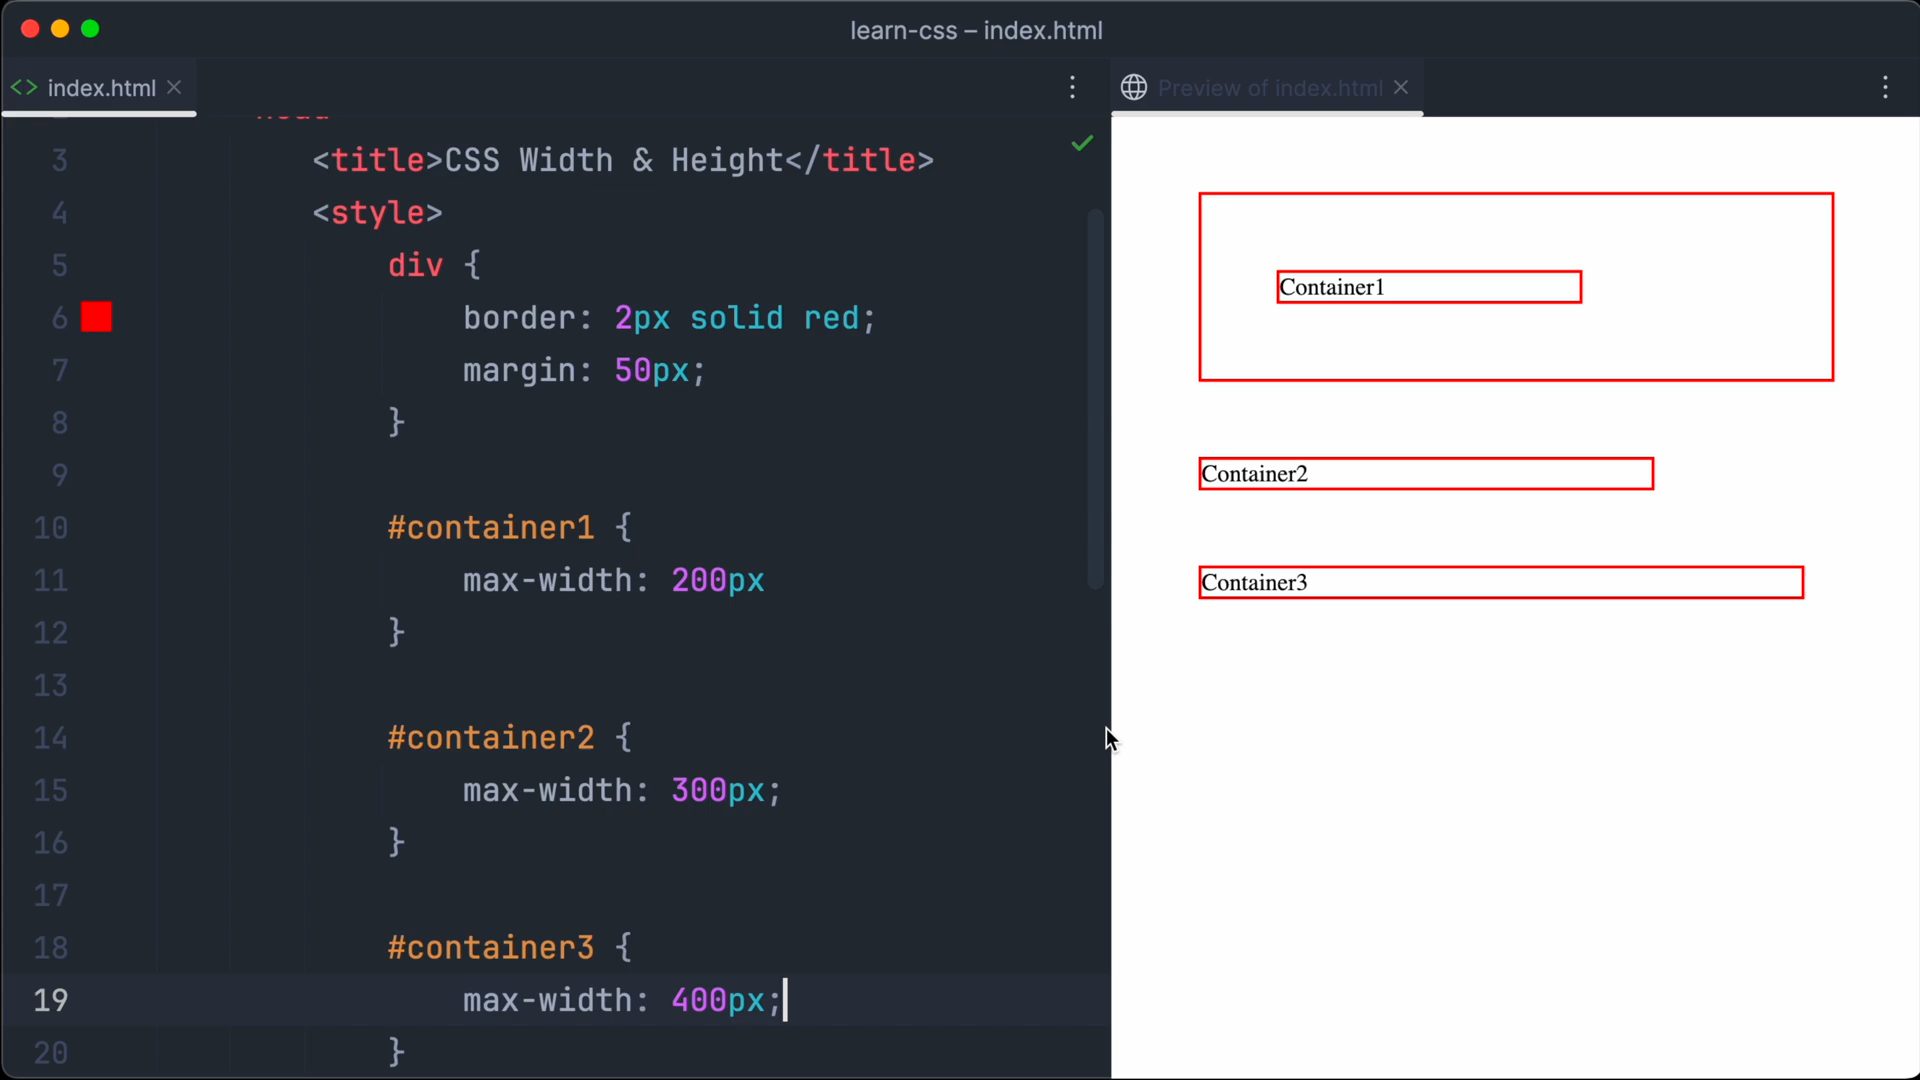 learn-css – index.html
<> index.html
Preview of index.html
3 <title>CSS Width & Height</title>
4 <style>
5 div {
6 border: 2px solid red;
7 margin: 50px;
8 }
9
10 #container1 {
11 max-width: 200px
12 }
13
14 #container2 {
15 max-width: 300px;
16 }
17
18 #container3 {
19 max-width: 400px;
20 }
Container1
Container2
Container3